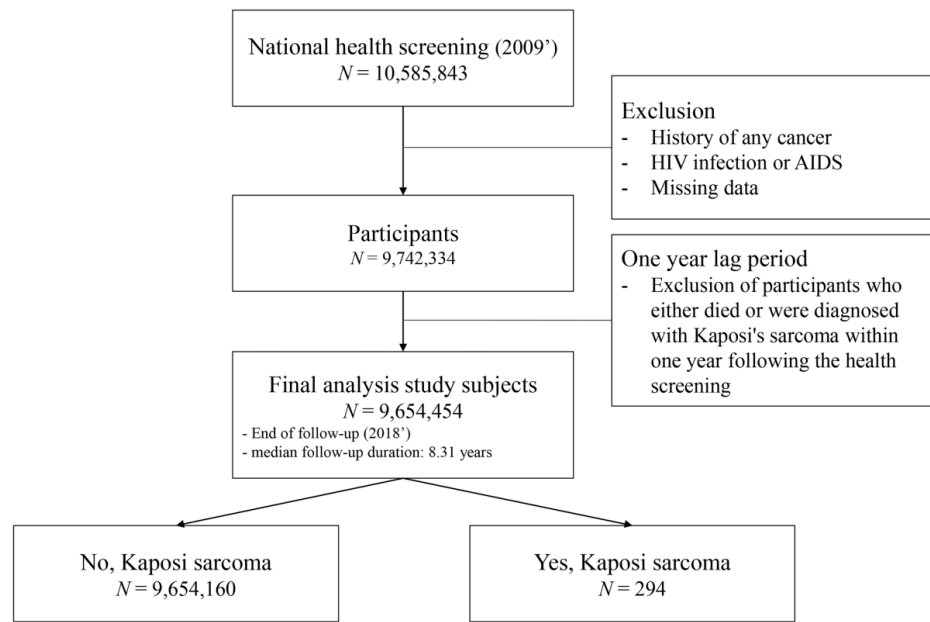 National health screening (2009’)
N = 10,585,843
Exclusion
- History of any cancer
- HIV infection or AIDS
- Missing data
Participants
N = 9,742,334
One year lag period
- Exclusion of participants who
either died or were diagnosed
with Kaposi's sarcoma within
one year following the health
screening
Final analysis study subjects
N = 9,654,454
- End of follow-up (2018’)
- median follow-up duration: 8.31 years
No, Kaposi sarcoma
N = 9,654,160
Yes, Kaposi sarcoma
N = 294